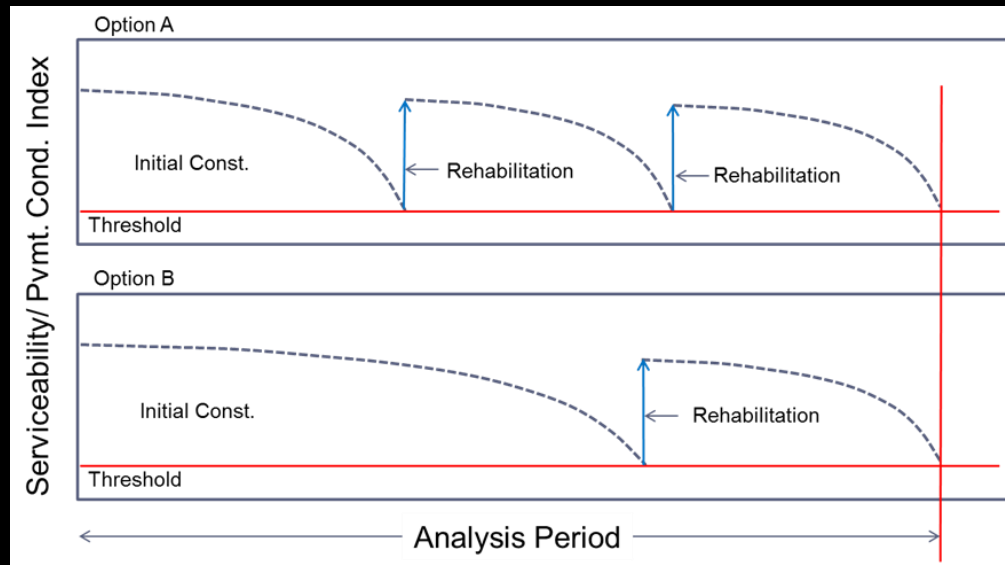 Option A
Serviceability/ Pvmt. Cond. Index
Initial Const.
Rehabilitation
Rehabilitation
Threshold
Option B
Initial Const.
Rehabilitation
Threshold
Analysis Period